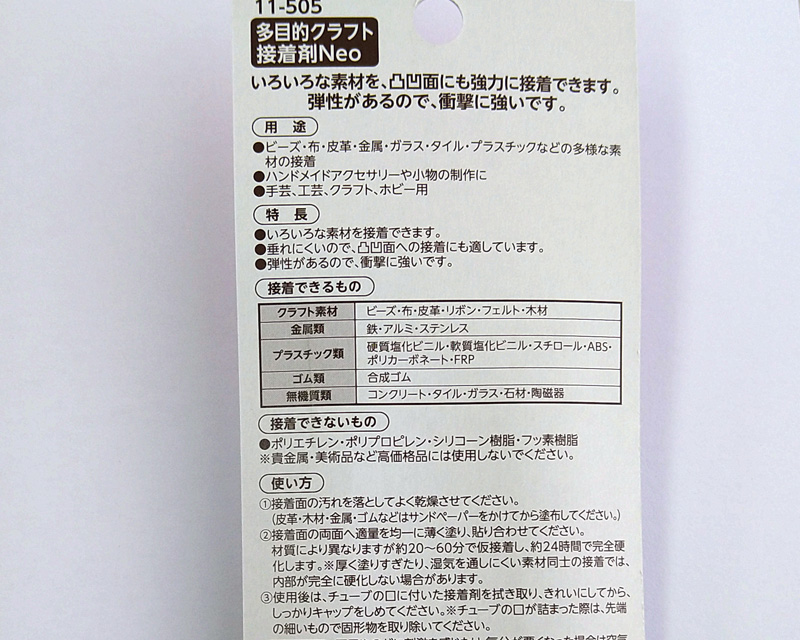 11-505
多目的クラフト
接着剤Neo
いろいろな素材を、凸凹面にも強力に接着できます。
弾性があるので、衝撃に強いです。
用 途
●ビーズ・布・皮革・金属・ガラス・タイル・プラスチックなどの多様な素
材の接着
●ハンドメイドアクセサリーや小物の制作に
●手芸、工芸、クラフト、ホビー用
特 長
●いろいろな素材を接着できます。
●垂れにくいので、凸凹面への接着にも適しています。
●弾性があるので、衝撃に強いです。
接着できるもの
クラフト素材 ビーズ・布・皮革・リボン・フェルト・木材
金属類 鉄・アルミ・ステンレス
プラスチック類 硬質塩化ビニル・軟質塩化ビニル・スチロール・ABS・
ポリカーボネート・FRP
ゴム類 合成ゴム
無機質類 コンクリート・タイル・ガラス・石材・陶磁器
接着できないもの
●ポリエチレン・ポリプロピレン・シリコーン樹脂・フッ素樹脂
※貴金属・美術品など高価格品には使用しないでください。
使い方
①接着面の汚れを落としてよく乾燥させてください。
(皮革・木材・金属・ゴムなどはサンドペーパーをかけてから塗布してください。)
②接着面の両面へ適量を均一に薄く塗り、貼り合わせてください。
材質により異なりますが約20～60分で仮接着し、約24時間で完全硬
化します。※厚く塗りすぎたり、湿気を通しにくい素材同士の接着では、
内部が完全に硬化しない場合があります。
③使用後は、チューブの口に付いた接着剤を拭き取り、きれいにしてから、
しっかりキャップをしめてください。※チューブの口が詰まった際は、先端
の細いもので固形物を取り除いてください。